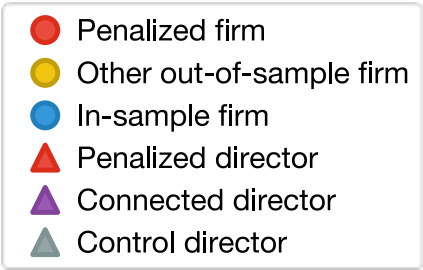 Penalized firm
Other out-of-sample firm
In-sample firm
Penalized director
Connected director
Control director